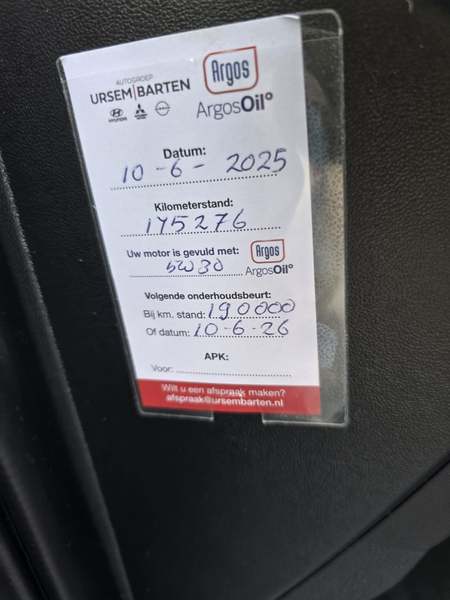 AUTOGROEP
URSEM|BARTEN
HYUNDAI
Argos
ArgosOil
Datum:
10-6-2025
Kilometerstand:
175276
Uw motor is gevuld met: Argos
5W30 ArgosOil
Volgende onderhoudsbeurt:
Bij km. stand: 190000
Of datum: 10-6-26
APK:
Voor:
Wilt u een afspraak maken?
afspraak@ursembarten.nl